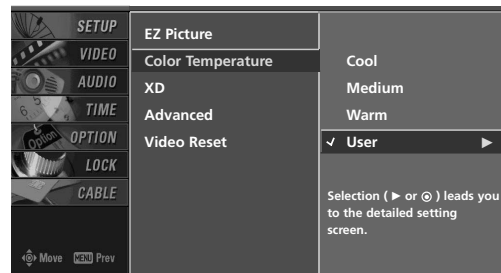 SETUP
VIDEO
AUDIO
TIME
OPTION
LOCK
CABLE
Move MENU Prev
EZ Picture
Color Temperature
XD
Advanced
Video Reset
Cool
Medium
Warm
✓ User ►
Selection ( ► or ◉ ) leads you
to the detailed setting
screen.